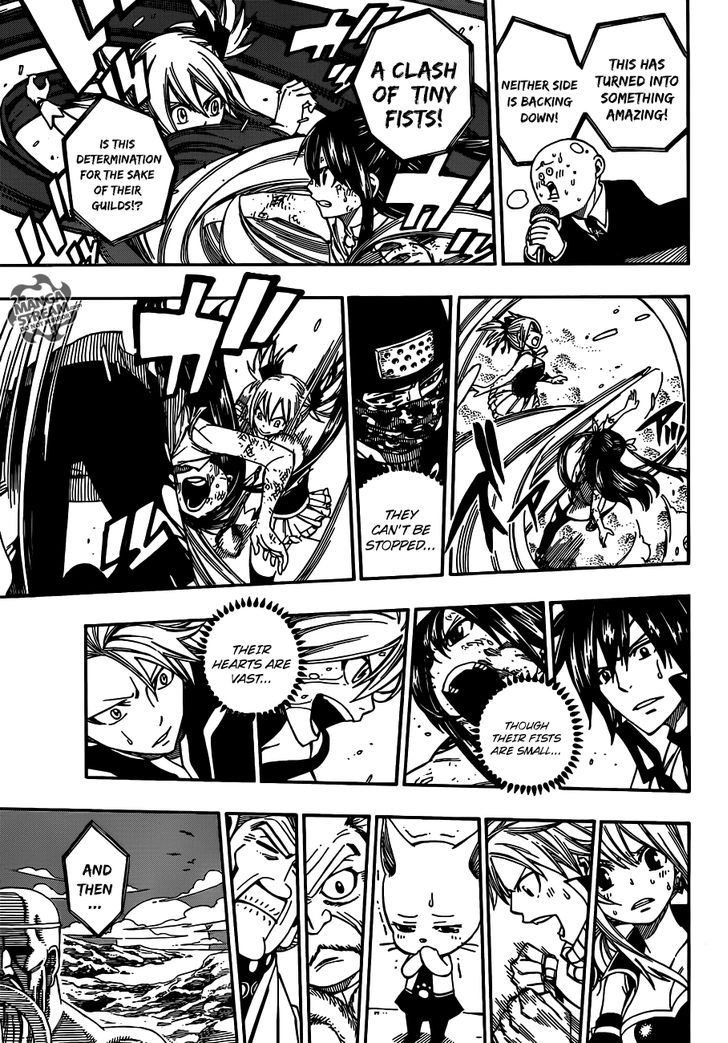 THIS HAS
TURNED INTO
SOMETHING
AMAZING!
NEITHER SIDE
IS BACKING
DOWN!
A CLASH
OF TINY
FISTS!
IS THIS
DETERMINATION
FOR THE SAKE
OF THEIR
GUILDS!?
THEY
CAN'T BE
STOPPED...
MANGA
STREAM
THOUGH
THEIR FISTS
ARE SMALL...
THEIR
HEARTS ARE
VAST...
AND
THEN
...